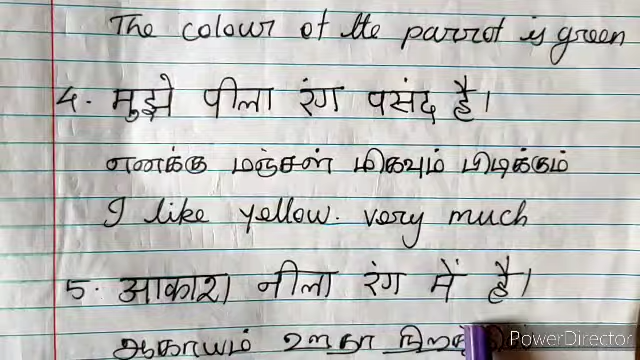 The colour of the parrot is green
4. मुझे पीला रंग पसंद है।
எனக்கு மஞ்சள் மிகவும் பிடிக்கும்
I like yellow. very much
5. आकाश नीला रंग में है।
ஆகாயம் ஊதா
PowerDirector